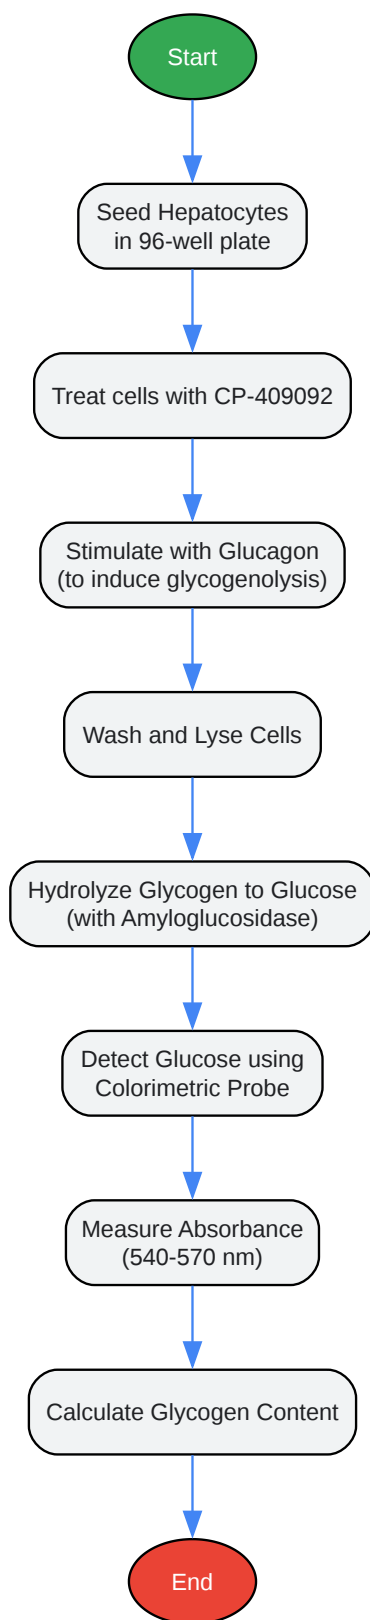 Start
Seed Hepatocytes
in 96-well plate
Treat cells with CP-409092
Stimulate with Glucagon
(to induce glycogenolysis)
Wash and Lyse Cells
Hydrolyze Glycogen to Glucose
(with Amyloglucosidase)
Detect Glucose using
Colorimetric Probe
Measure Absorbance
(540-570 nm)
Calculate Glycogen Content
End